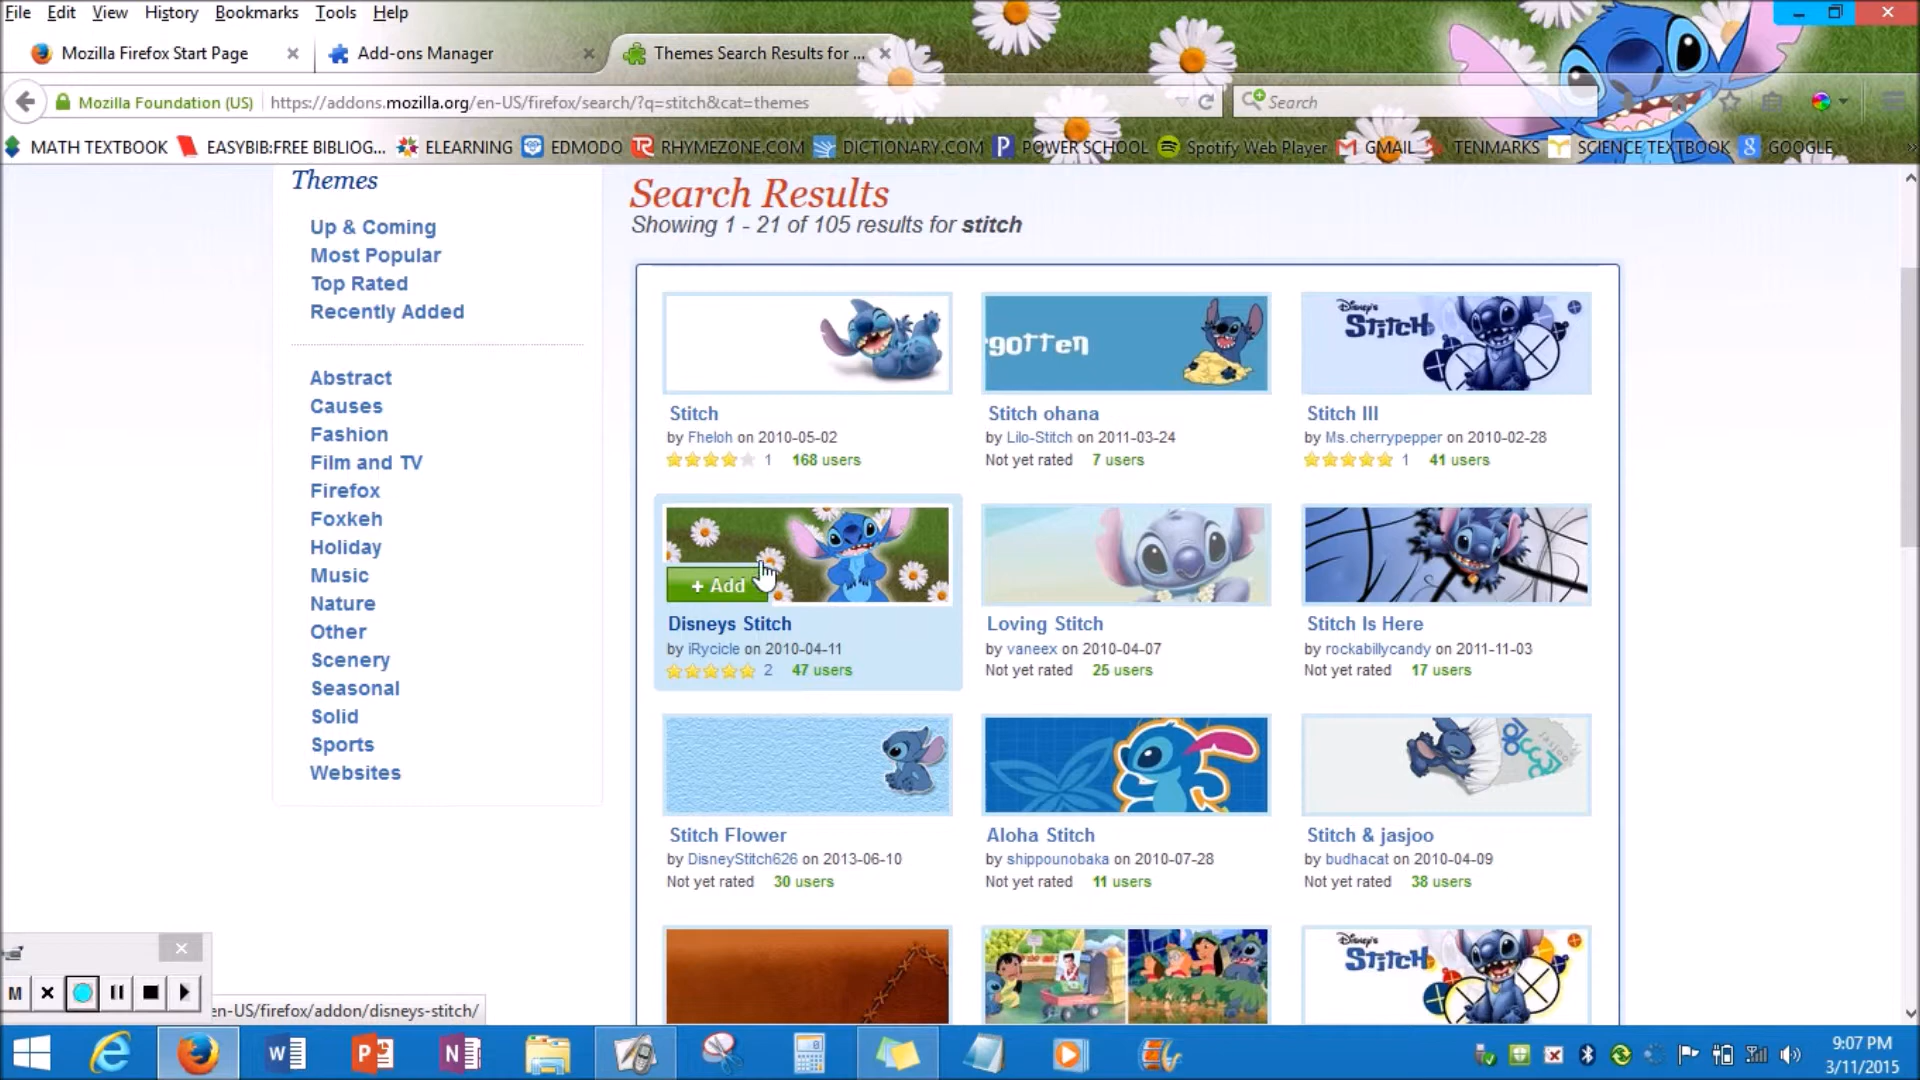 File Edit View History Bookmarks Tools Help
Mozilla Firefox Start Page
Add-ons Manager
Themes Search Results for ...
Mozilla Foundation (US) https://addons.mozilla.org/en-US/firefox/search/?q=stitch&cat=themes
Search
MATH TEXTBOOK EASYBIB:FREE BIBLIOG... ELEARNING EDMODO RHYMEZONE.COM DICTIONARY.COM POWER SCHOOL Spotify Web Player GMAIL TENMARKS SCIENCE TEXTBOOK GOOGLE
Themes
Up & Coming
Most Popular
Top Rated
Recently Added
Abstract
Causes
Fashion
Film and TV
Firefox
Foxkeh
Holiday
Music
Nature
Other
Scenery
Seasonal
Solid
Sports
Websites
Search Results
Showing 1 - 21 of 105 results for stitch
Stitch
by Fheloh on 2010-05-02
1 168 users
gotten
Stitch ohana
by Lilo-Stitch on 2011-03-24
Not yet rated 7 users
Disney's
Stitch
Stitch III
by Ms.cherrypepper on 2010-02-28
1 41 users
+ Add
Disneys Stitch
by iRycicle on 2010-04-11
2 47 users
Loving Stitch
by vaneex on 2010-04-07
Not yet rated 25 users
Stitch Is Here
by rockabillycandy on 2011-11-03
Not yet rated 17 users
Stitch Flower
by DisneyStitch626 on 2013-06-10
Not yet rated 30 users
Aloha Stitch
by shippounobaka on 2010-07-28
Not yet rated 11 users
Stitch & jasjoo
by budhacat on 2010-04-09
Not yet rated 38 users
Disney's
Stitch
M
en-US/firefox/addon/disneys-stitch/
9:07 PM
3/11/2015